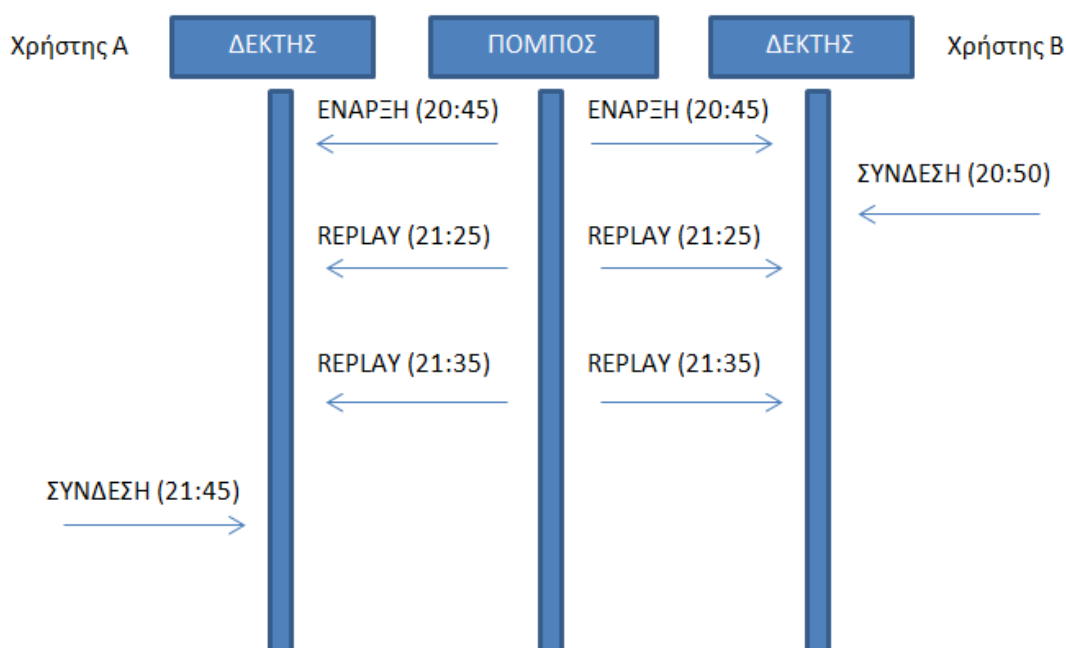 Χρήστης Α
ΔΕΚΤΗΣ
ΠΟΜΠΟΣ
ΔΕΚΤΗΣ
Χρήστης Β
ΕΝΑΡΞΗ (20:45)
ΕΝΑΡΞΗ (20:45)
ΣΥΝΔΕΣΗ (20:50)
REPLAY (21:25)
REPLAY (21:25)
REPLAY (21:35)
REPLAY (21:35)
ΣΥΝΔΕΣΗ (21:45)